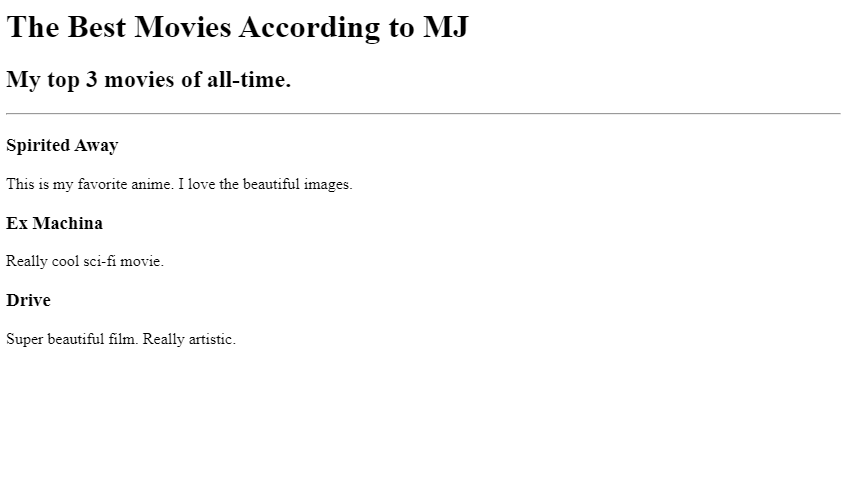 The Best Movies According to MJ
My top 3 movies of all-time.
Spirited Away
This is my favorite anime. I love the beautiful images.
Ex Machina
Really cool sci-fi movie.
Drive
Super beautiful film. Really artistic.